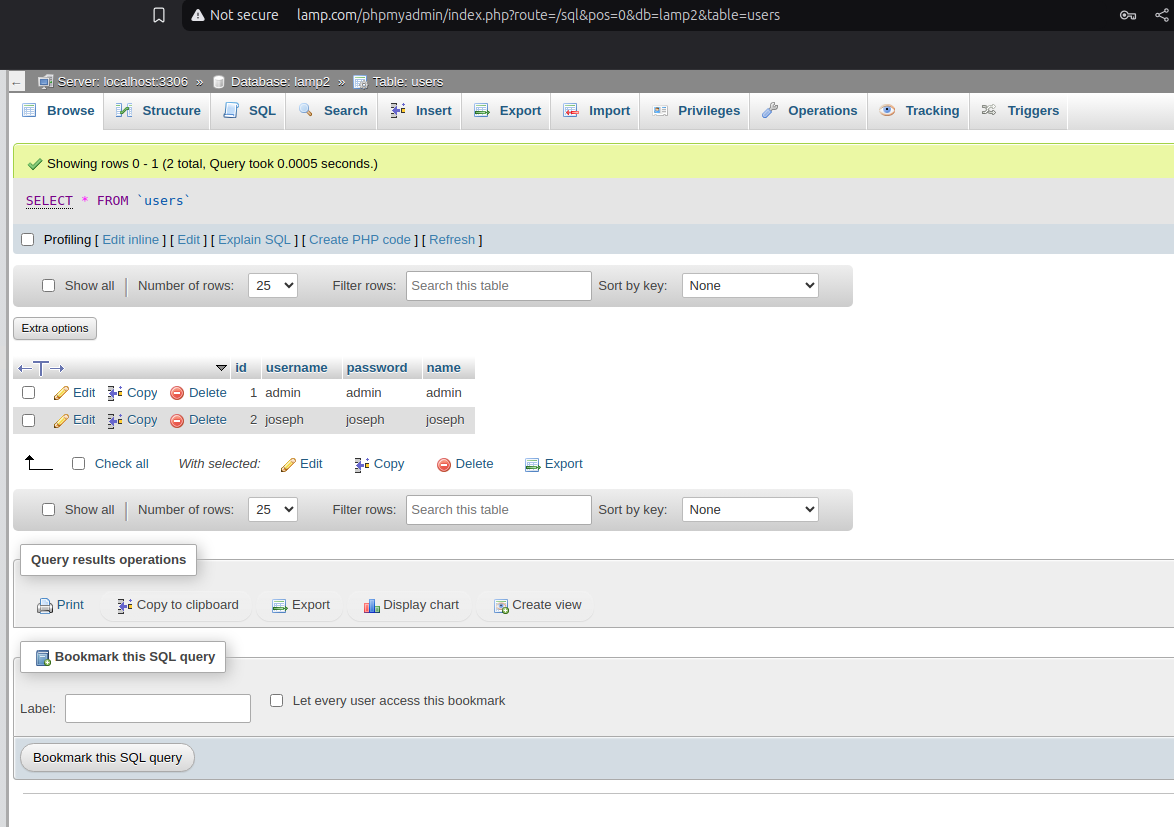 Not secure lamp.com/phpmyadmin/index.php?route=/sql&pos=0&db=lamp2&table=users
Server: localhost:3306 » Database: lamp2 » Table: users
Browse Structure SQL Search Insert Export Import Privileges Operations Tracking Triggers
Showing rows 0 - 1 (2 total, Query took 0.0005 seconds.)
SELECT * FROM `users`
Profiling [ Edit inline ] [ Edit ] [ Explain SQL ] [ Create PHP code ] [ Refresh ]
Show all Number of rows: 25 Filter rows: Search this table Sort by key: None
Extra options
←T→ id username password name
Edit Copy Delete 1 admin admin admin
Edit Copy Delete 2 joseph joseph joseph
Check all With selected: Edit Copy Delete Export
Show all Number of rows: 25 Filter rows: Search this table Sort by key: None
Query results operations
Print Copy to clipboard Export Display chart Create view
Bookmark this SQL query
Label: Let every user access this bookmark
Bookmark this SQL query